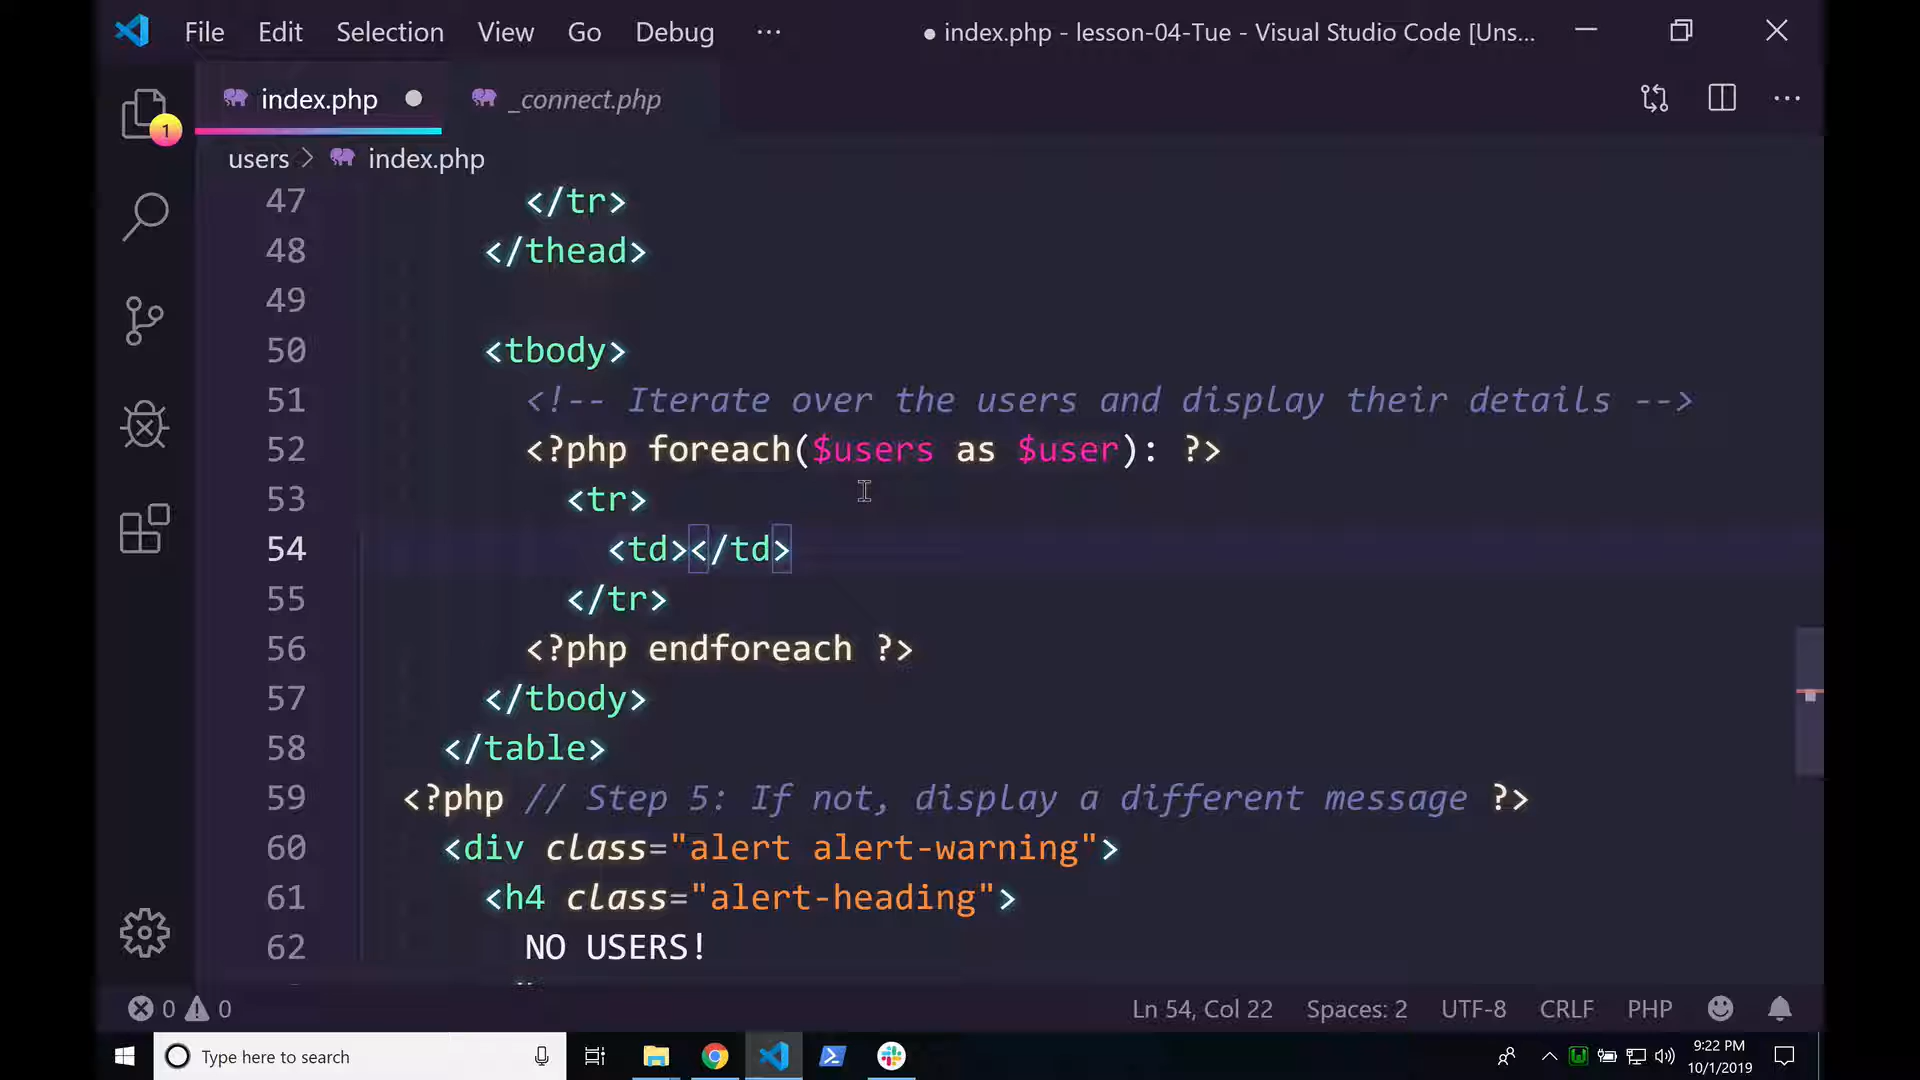 File Edit Selection View Go Debug ··· ● index.php - lesson-04-Tue - Visual Studio Code [Uns...
index.php ● _connect.php ···
1
users > index.php
47 </tr>
48 </thead>
49
50 <tbody>
51 <!-- Iterate over the users and display their details -->
52 <?php foreach($users as $user): ?>
53 <tr>
54 <td></td>
55 </tr>
56 <?php endforeach ?>
57 </tbody>
58 </table>
59 <?php // Step 5: If not, display a different message ?>
60 <div class="alert alert-warning">
61 <h4 class="alert-heading">
62 NO USERS!
0 0 Ln 54, Col 22 Spaces: 2 UTF-8 CRLF PHP
Type here to search
9:22 PM
10/1/2019